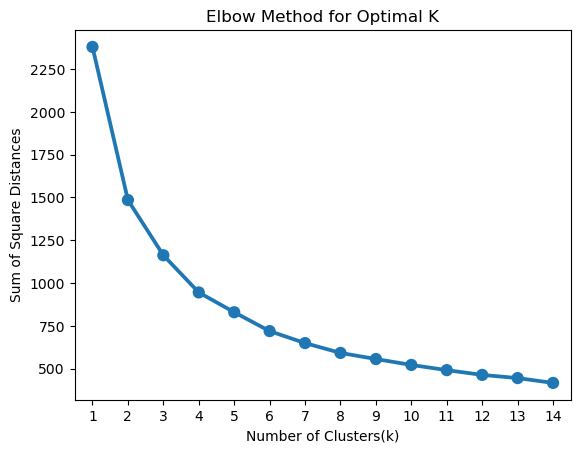 Elbow Method for Optimal K
Sum of Square Distances
2250
2000
1750
1500
1250
1000
750
500
1 2 3 4 5 6 7 8 9 10 11 12 13 14
Number of Clusters(k)